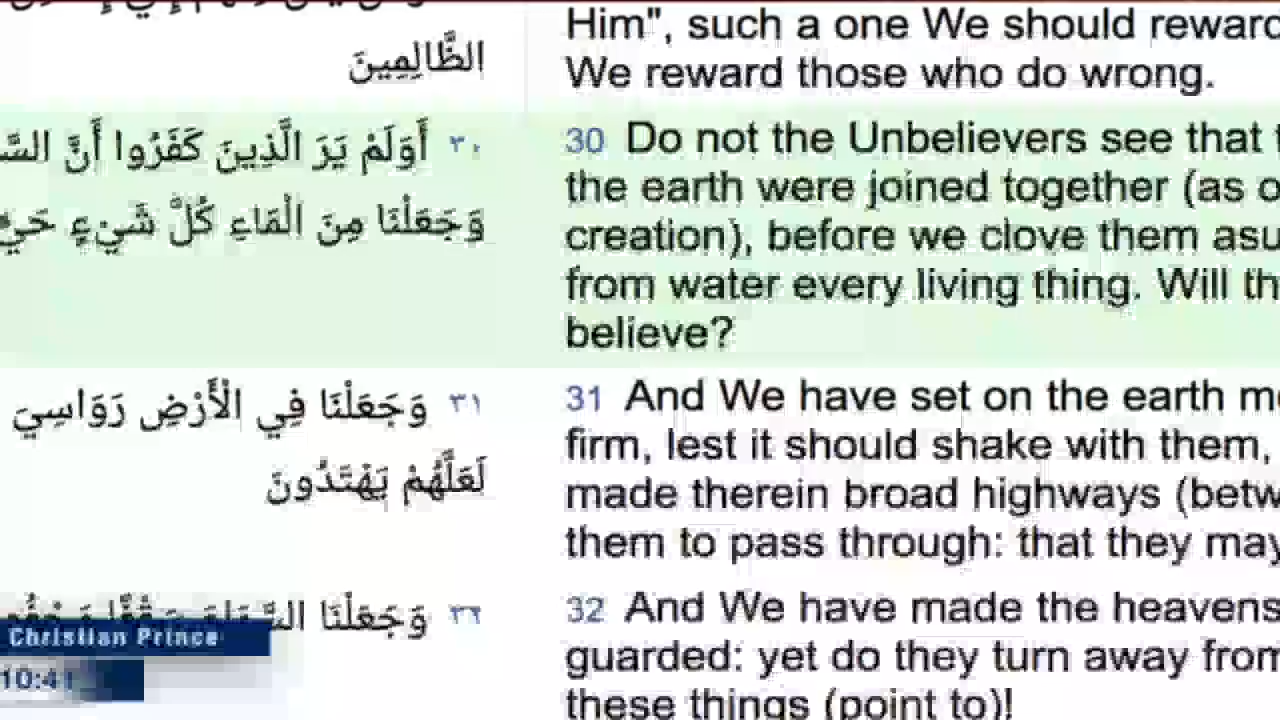 الظَّالِمِينَ
٣٠ أَوَلَمْ يَرَ الَّذِينَ كَفَرُوا أَنَّ
وَجَعَلْنَا مِنَ الْمَاءِ كُلَّ شَيْءٍ حَيٍّ
٣١ وَجَعَلْنَا فِي الْأَرْضِ رَوَاسِيَ
لَعَلَّهُمْ يَهْتَدُونَ
٣٢ وَجَعَلْنَا
Him", such a one We should reward
We reward those who do wrong.
30 Do not the Unbelievers see that
the earth were joined together (as o
creation), before we clove them asu
from water every living thing. Will th
believe?
31 And We have set on the earth mo
firm, lest it should shake with them,
made therein broad highways (betw
them to pass through: that they may
32 And We have made the heavens
guarded: yet do they turn away from
these things (point to)!
Christian Prince